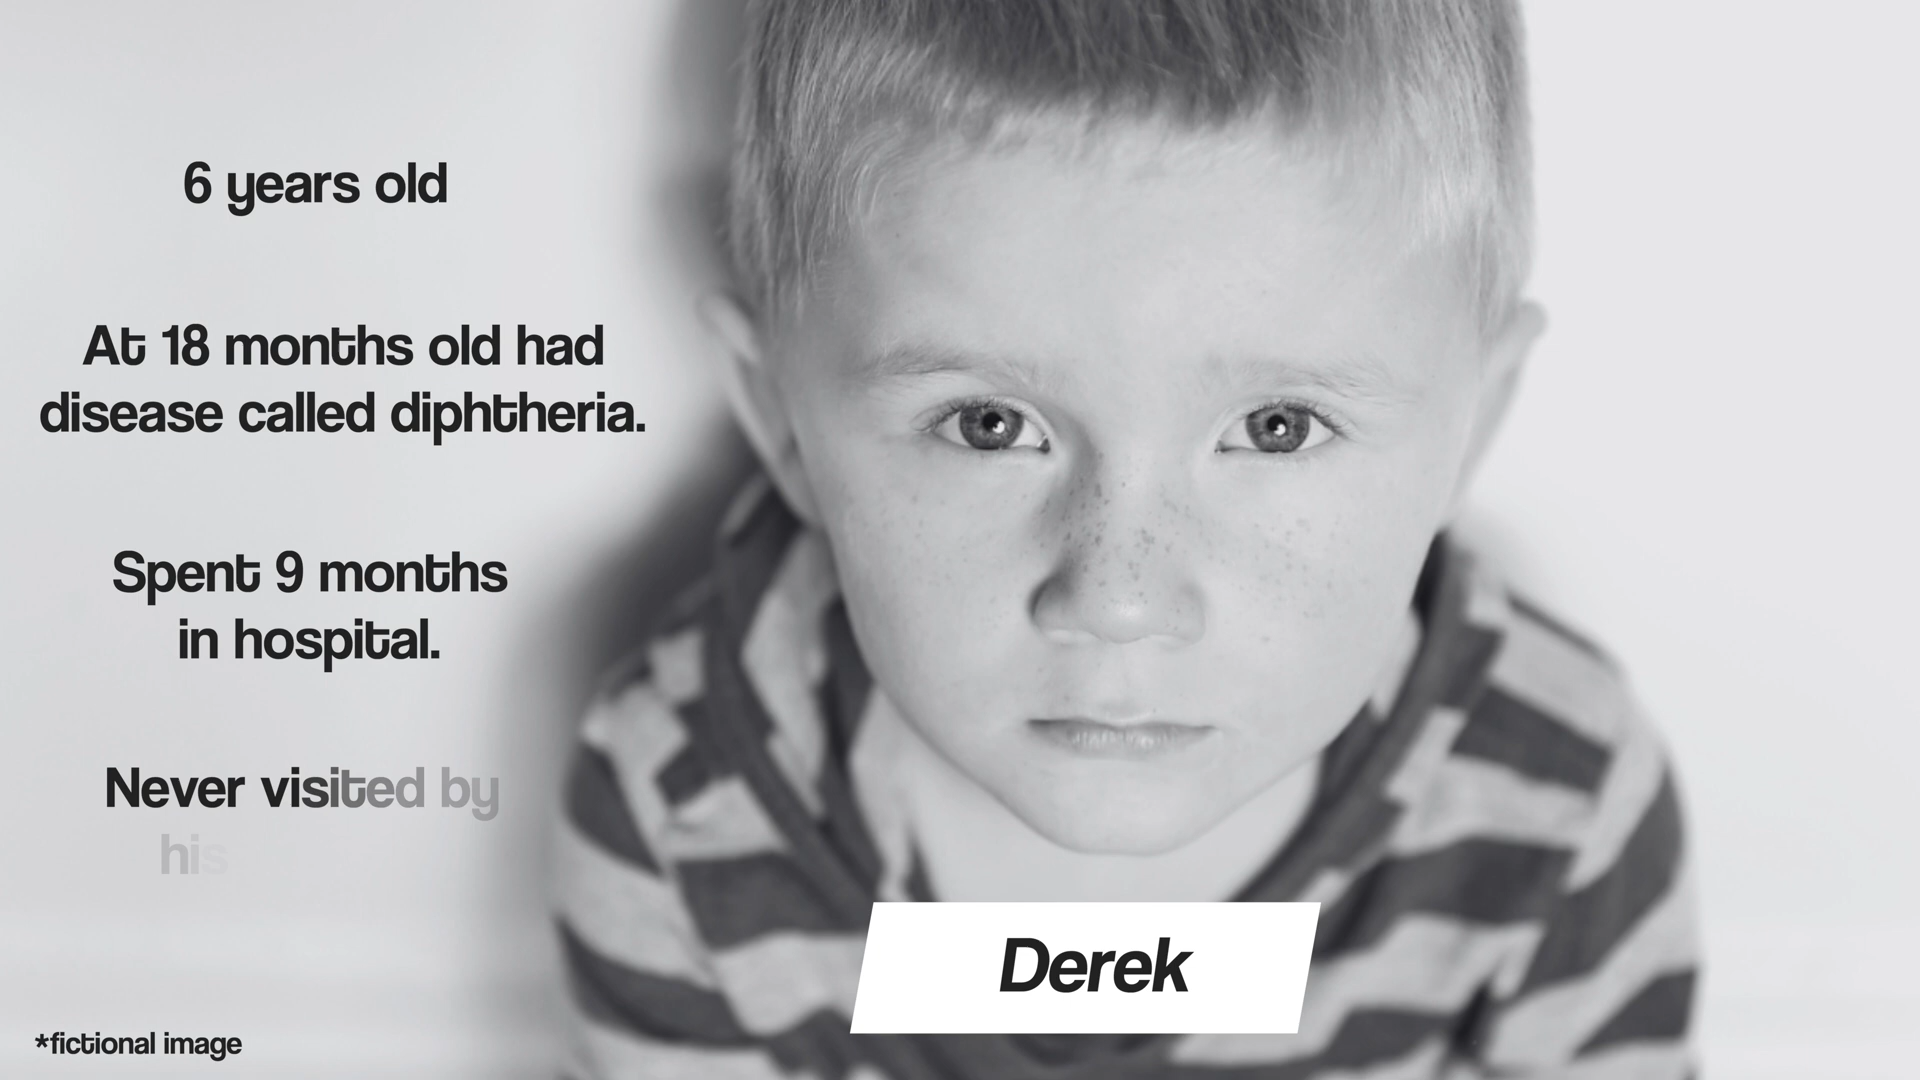 6 years old
At 18 months old had
disease called diphtheria.
Spent 9 months
in hospital.
Never visited by
his
Derek
*fictional image